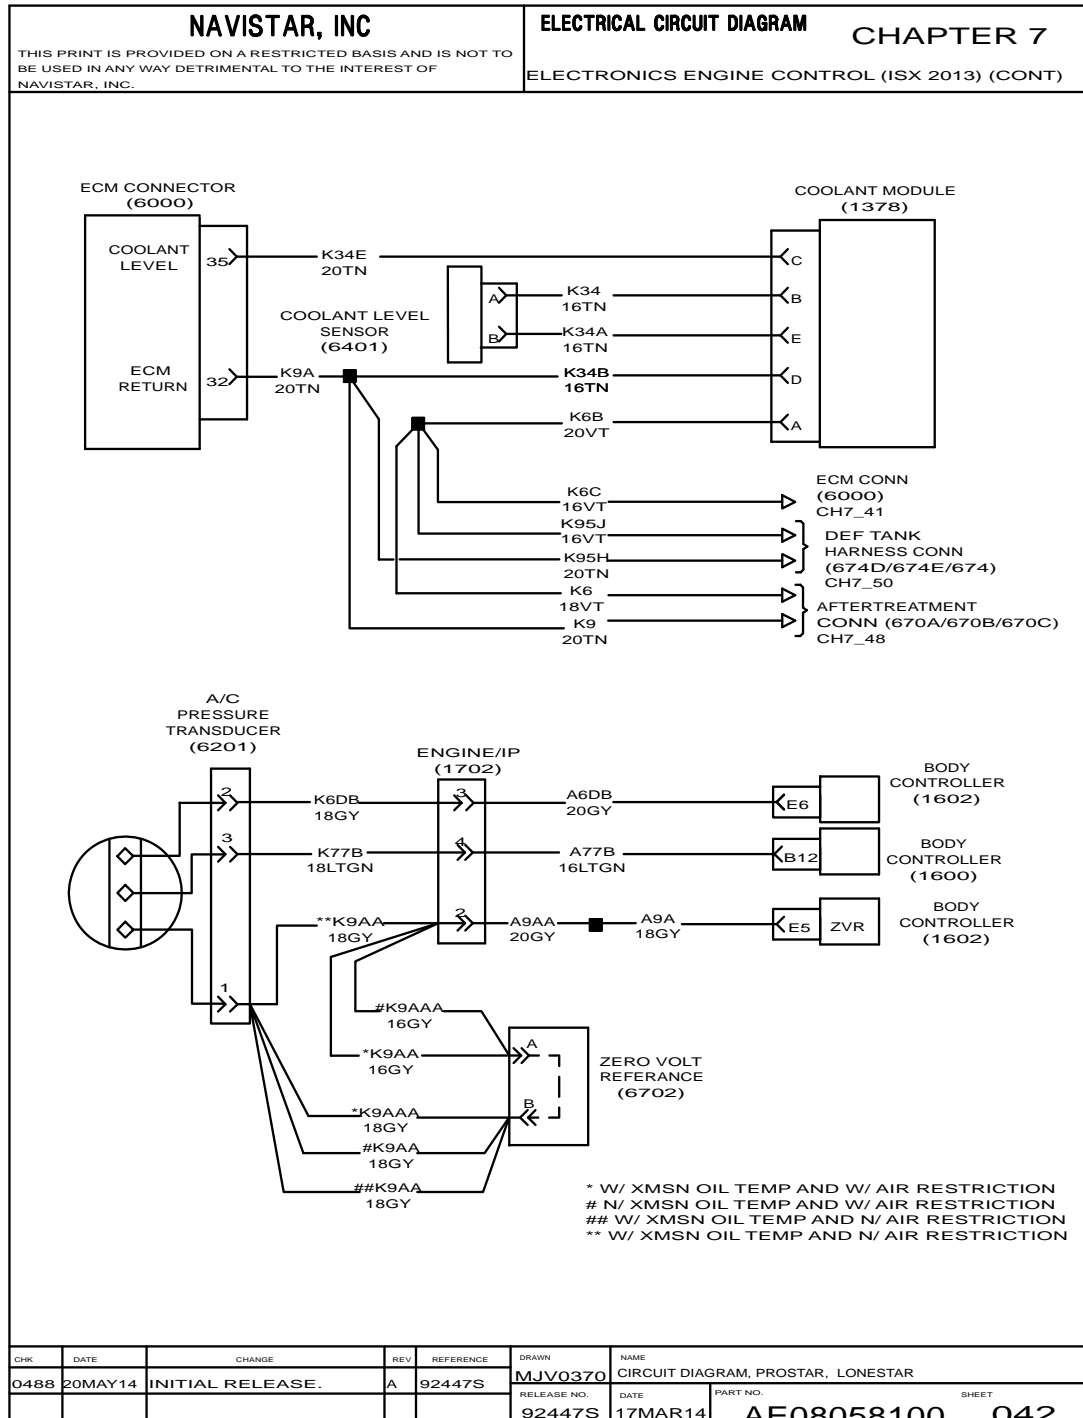 NAVISTAR, INC
THIS PRINT IS PROVIDED ON A RESTRICTED BASIS AND IS NOT TO
BE USED IN ANY WAY DETRIMENTAL TO THE INTEREST OF
NAVISTAR, INC.
ELECTRICAL CIRCUIT DIAGRAM
CHAPTER 7
ELECTRONICS ENGINE CONTROL (ISX 2013) (CONT)
ECM CONNECTOR
(6000)
COOLANT
LEVEL
35
ECM
RETURN
32
K34E
20TN
K9A
20TN
COOLANT LEVEL
SENSOR
(6401)
A
B
K34
16TN
K34A
16TN
K34B
16TN
K6B
20VT
COOLANT MODULE
(1378)
C
B
E
D
A
K6C
16VT
K95J
16VT
K95H
20TN
K6
18VT
K9
20TN
ECM CONN
(6000)
CH7_41
DEF TANK
HARNESS CONN
(674D/674E/674)
CH7_50
AFTERTREATMENT
CONN (670A/670B/670C)
CH7_48
A/C
PRESSURE
TRANSDUCER
(6201)
2
3
1
K6DB
18GY
K77B
18LTGN
**K9AA
18GY
ENGINE/IP
(1702)
3
4
2
A6DB
20GY
A77B
16LTGN
A9AA
20GY
A9A
18GY
E6
BODY
CONTROLLER
(1602)
B12
BODY
CONTROLLER
(1600)
E5
ZVR
BODY
CONTROLLER
(1602)
#K9AAA
16GY
*K9AA
16GY
*K9AAA
18GY
#K9AA
18GY
##K9AA
18GY
A
B
ZERO VOLT
REFERANCE
(6702)
* W/ XMSN OIL TEMP AND W/ AIR RESTRICTION
# N/ XMSN OIL TEMP AND W/ AIR RESTRICTION
## W/ XMSN OIL TEMP AND N/ AIR RESTRICTION
** W/ XMSN OIL TEMP AND N/ AIR RESTRICTION
CHK DATE CHANGE REV REFERENCE
0488 20MAY14 INITIAL RELEASE. A 92447S
DRAWN
MJV0370
NAME
CIRCUIT DIAGRAM, PROSTAR, LONESTAR
RELEASE NO.
92447S
DATE
17MAR14
PART NO.
AE08058100
SHEET
042